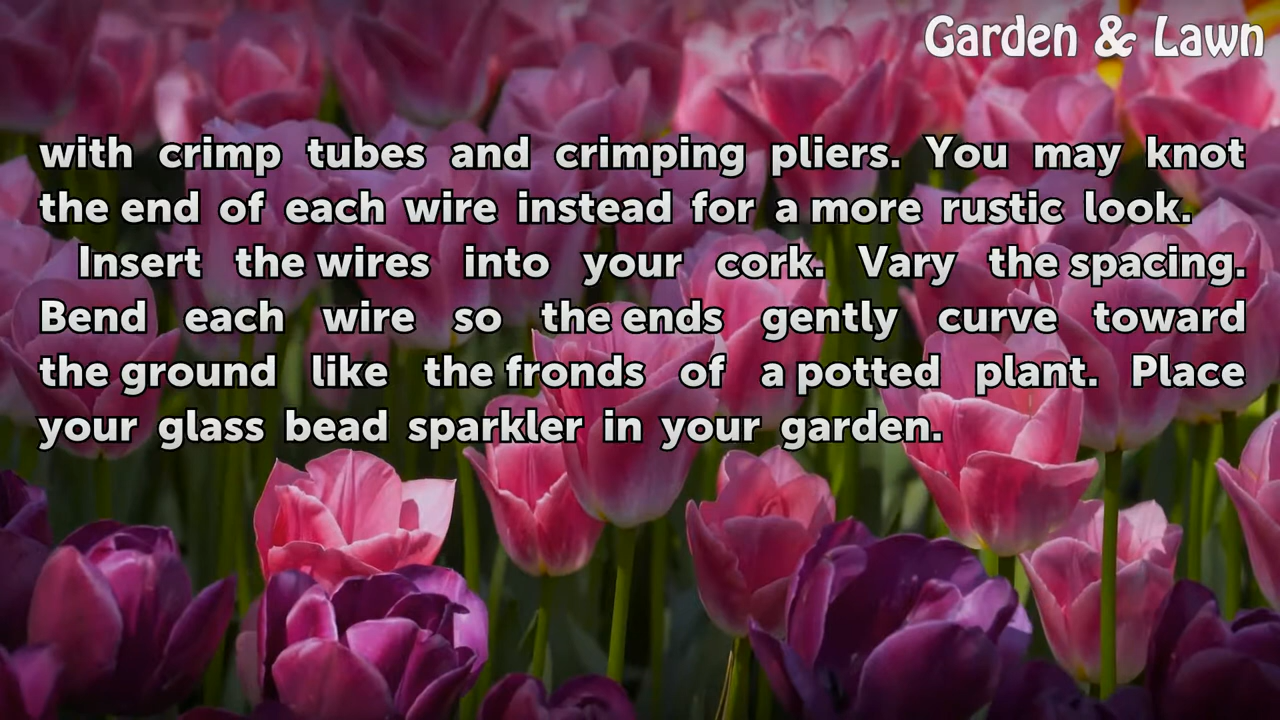 Garden & Lawn
with crimp tubes and crimping pliers. You may knot
the end of each wire instead for a more rustic look.
Insert the wires into your cork. Vary the spacing.
Bend each wire so the ends gently curve toward
the ground like the fronds of a potted plant. Place
your glass bead sparkler in your garden.